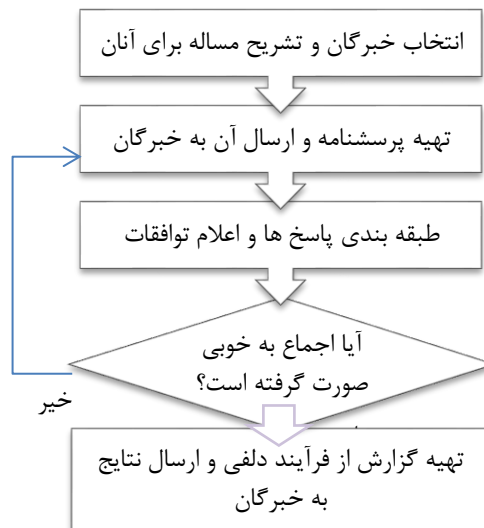 انتخاب خبرگان و تشریح مساله برای آنان
تهیه پرسشنامه و ارسال آن به خبرگان
طبقه بندی پاسخ ها و اعلام توافقات
آیا اجماع به خوبی
صورت گرفته است؟
خیر
تهیه گزارش از فرآیند دلفی و ارسال نتایج
به خبرگان